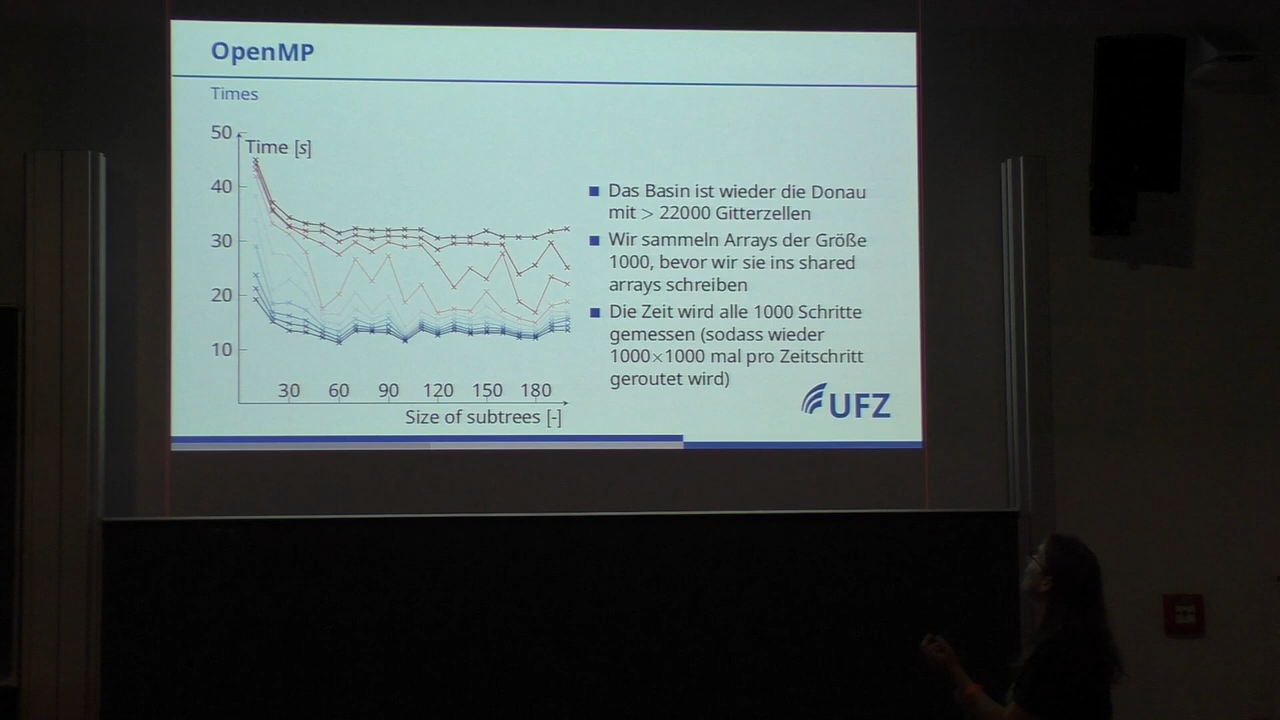 OpenMP
Times
50
Time [s]
40
30
20
10
30 60 90 120 150 180
Size of subtrees [-]
Das Basin ist wieder die Donau
mit > 22000 Gitterzellen
Wir sammeln Arrays der Größe
1000, bevor wir sie ins shared
arrays schreiben
Die Zeit wird alle 1000 Schritte
gemessen (sodass wieder
1000×1000 mal pro Zeitschritt
geroutet wird)
UFZ